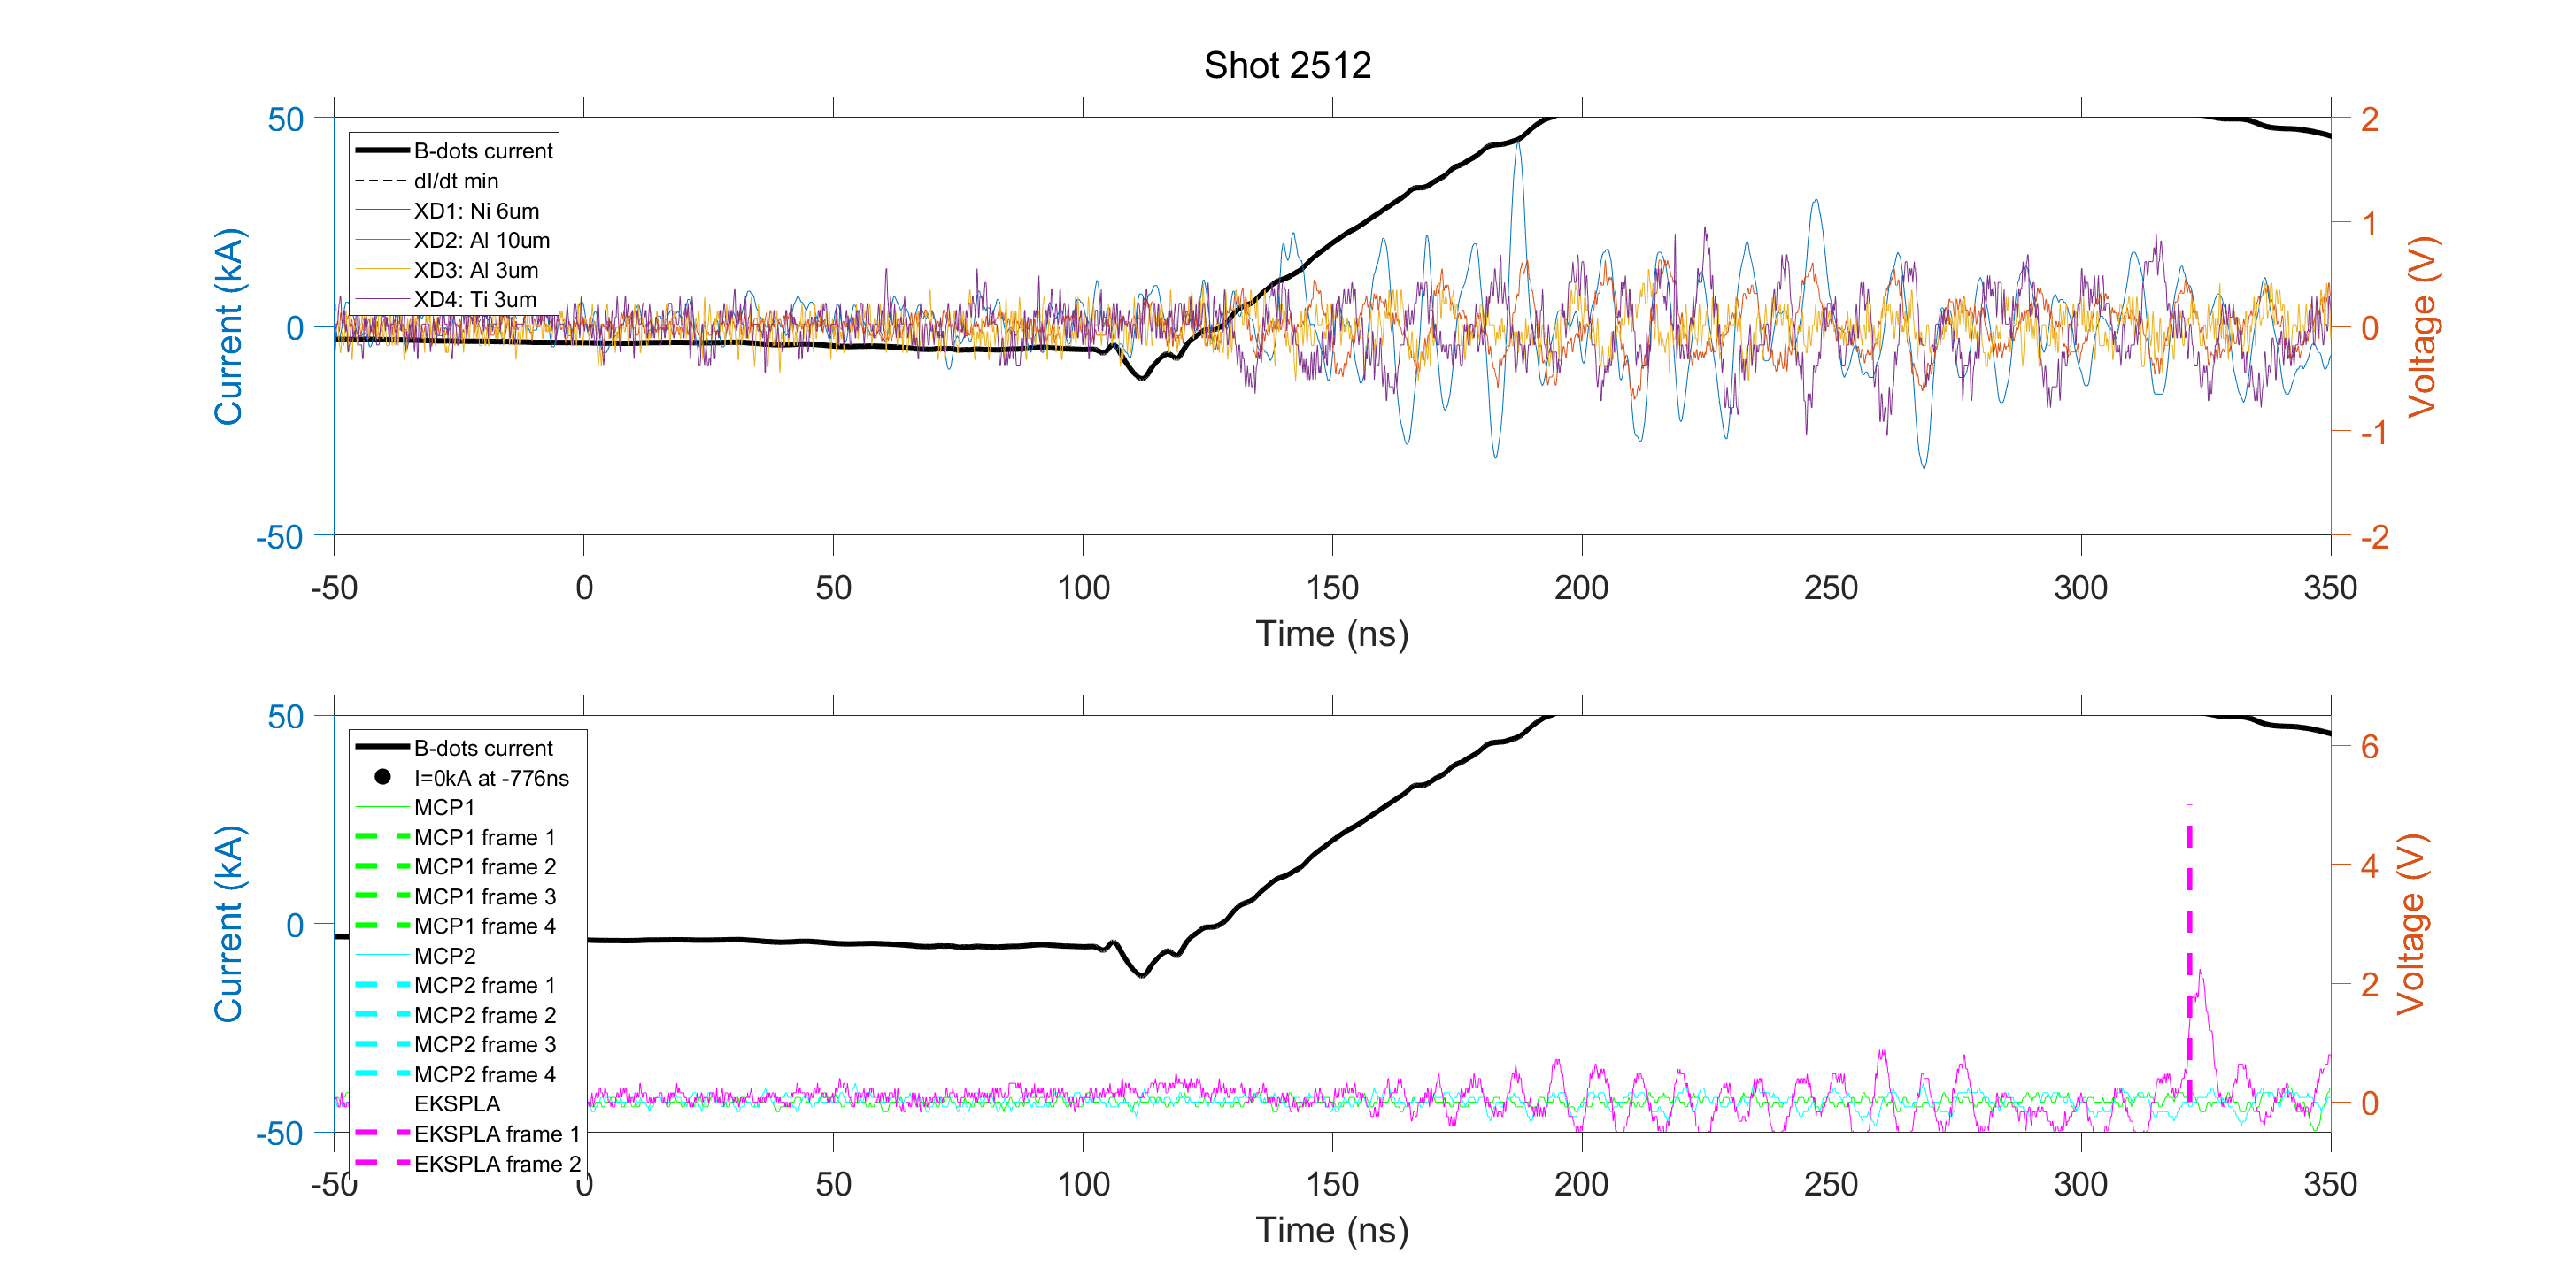 Shot 2512
50
0
-50
Current (kA)
B-dots current
dI/dt min
XD1: Ni 6um
XD2: Al 10um
XD3: Al 3um
XD4: Ti 3um
2
1
0
-1
-2
Voltage (V)
-50 0 50 100 150 200 250 300 350
Time (ns)
50
0
-50
Current (kA)
B-dots current
I=0kA at -776ns
MCP1
MCP1 frame 1
MCP1 frame 2
MCP1 frame 3
MCP1 frame 4
MCP2
MCP2 frame 1
MCP2 frame 2
MCP2 frame 3
MCP2 frame 4
EKSPLA
EKSPLA frame 1
EKSPLA frame 2
6
4
2
0
Voltage (V)
-50 0 50 100 150 200 250 300 350
Time (ns)